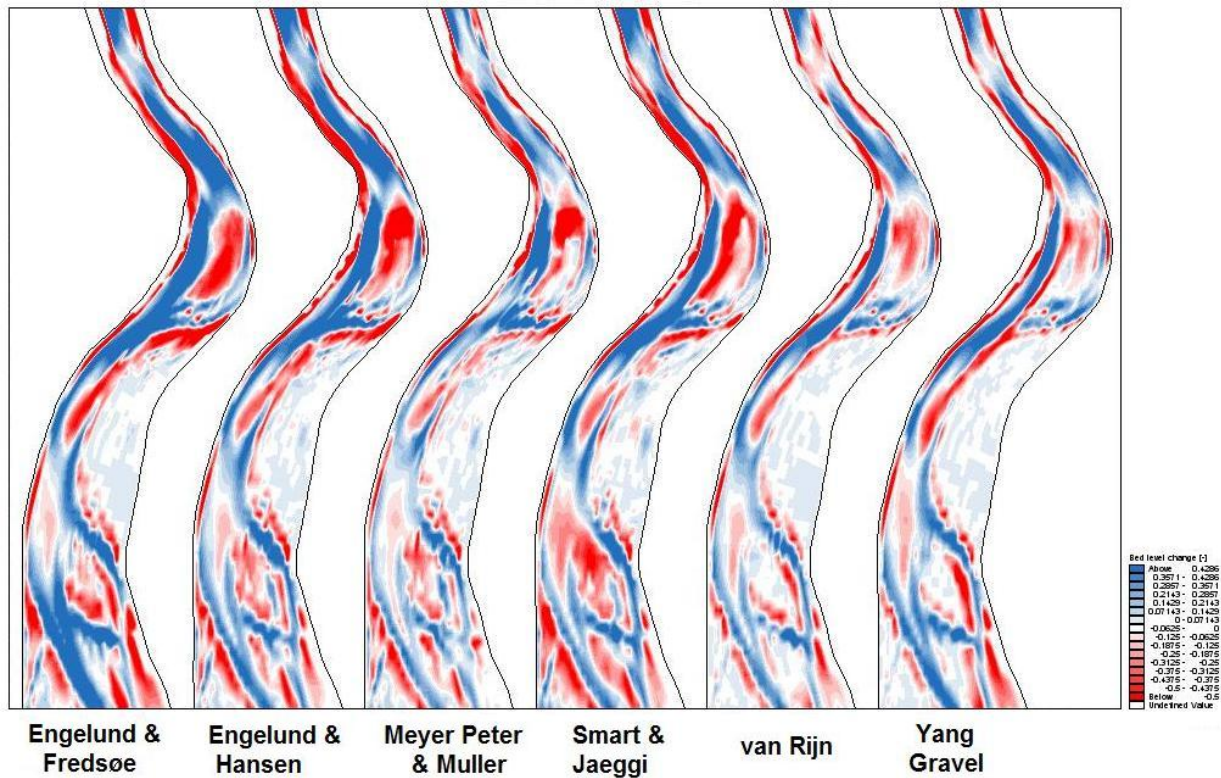 Bed level change [-]
Above 0.4286
0.3571 - 0.4286
0.2857 - 0.3571
0.2143 - 0.2857
0.1429 - 0.2143
0.07143 - 0.1429
0 - 0.07143
-0.0625 - 0
-0.125 - -0.0625
-0.1875 - -0.125
-0.25 - -0.1875
-0.3125 - -0.25
-0.375 - -0.3125
-0.4375 - -0.375
-0.5 - -0.4375
Below -0.5
Undefined Value
Engelund &
Fredsøe
Engelund &
Hansen
Meyer Peter
& Muller
Smart &
Jaeggi
van Rijn
Yang
Gravel